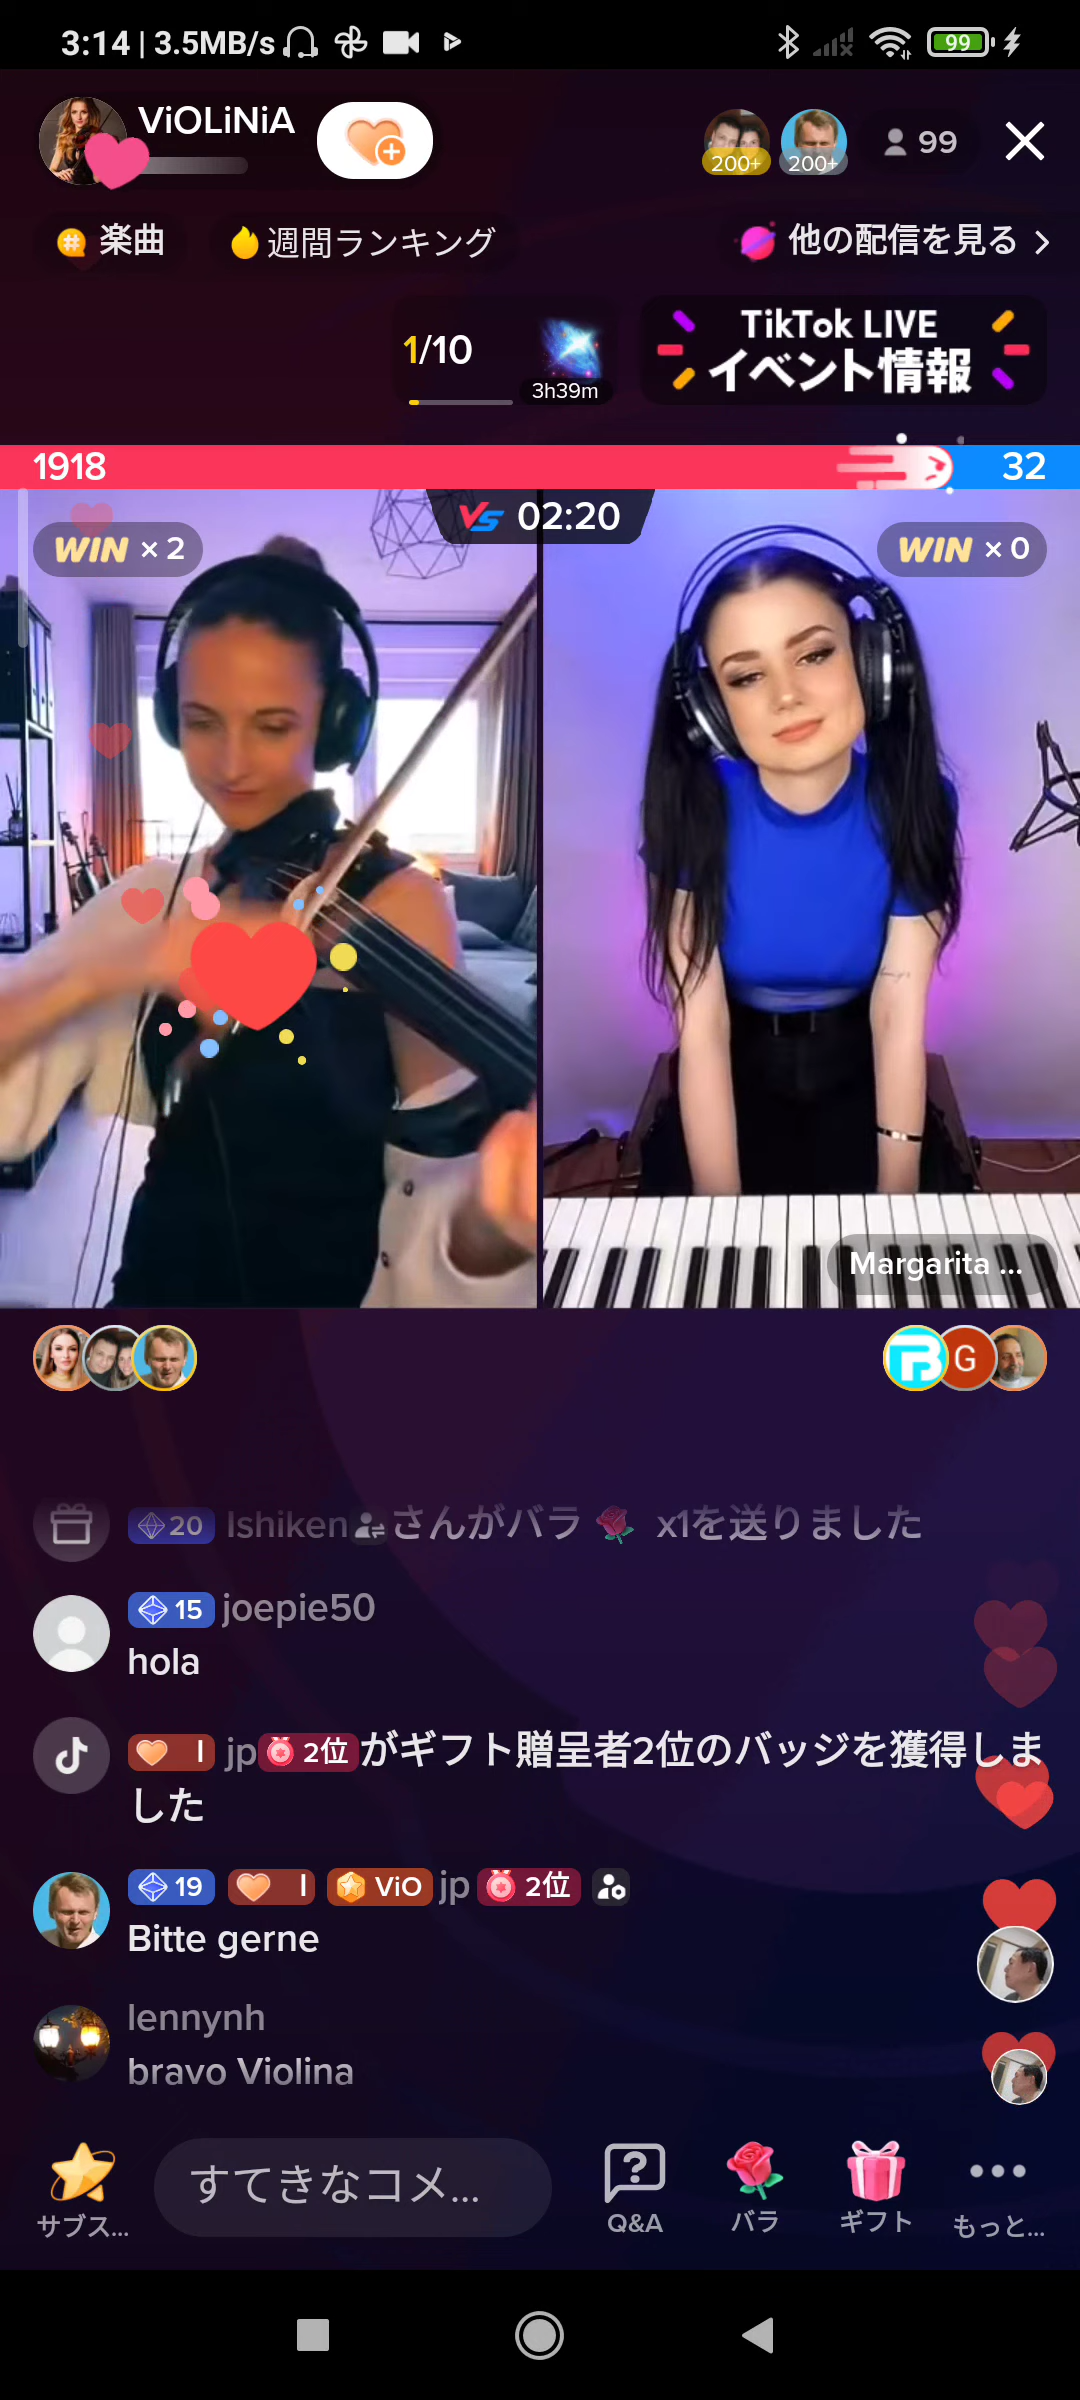 3:14 | 3.5MB/s
99
ViOLiNiA
200+
200+
99
楽曲
週間ランキング
他の配信を見る >
1/10
3h39m
TikTok LIVE
イベント情報
1918
32
VS 02:20
WIN × 2
WIN × 0
Margarita ...
B
G
20 Ishikenさんがバラ x1を送りました
15 joepie50
hola
I jp 2位がギフト贈呈者2位のバッジを獲得しま
した
19 I ViO jp 2位
Bitte gerne
lennynh
bravo Violina
すてきなコメ...
サブス...
Q&A
バラ
ギフト
もっと...